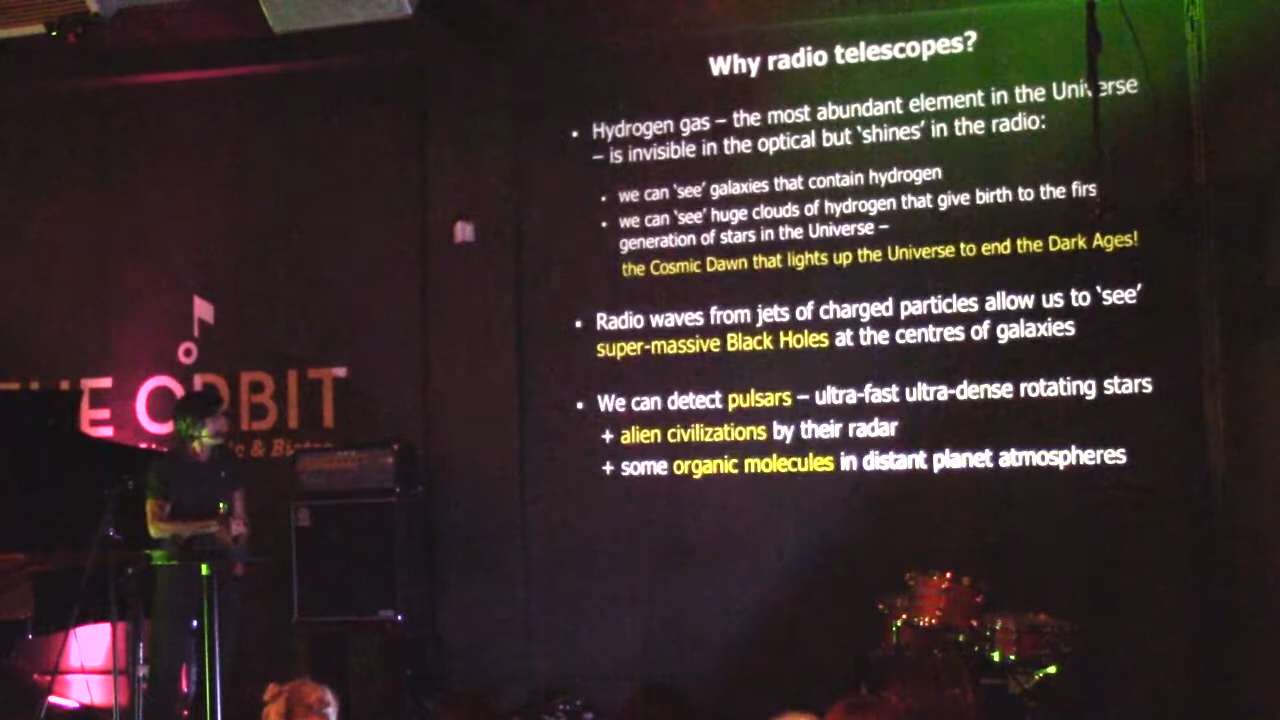 Why radio telescopes?
• Hydrogen gas – the most abundant element in the Universe
– is invisible in the optical but ‘shines’ in the radio:
• we can ‘see’ galaxies that contain hydrogen
• we can ‘see’ huge clouds of hydrogen that give birth to the firs
generation of stars in the Universe –
the Cosmic Dawn that lights up the Universe to end the Dark Ages!
• Radio waves from jets of charged particles allow us to ‘see’
super-massive Black Holes at the centres of galaxies
• We can detect pulsars – ultra-fast ultra-dense rotating stars
+ alien civilizations by their radar
+ some organic molecules in distant planet atmospheres
THE ORBIT
&